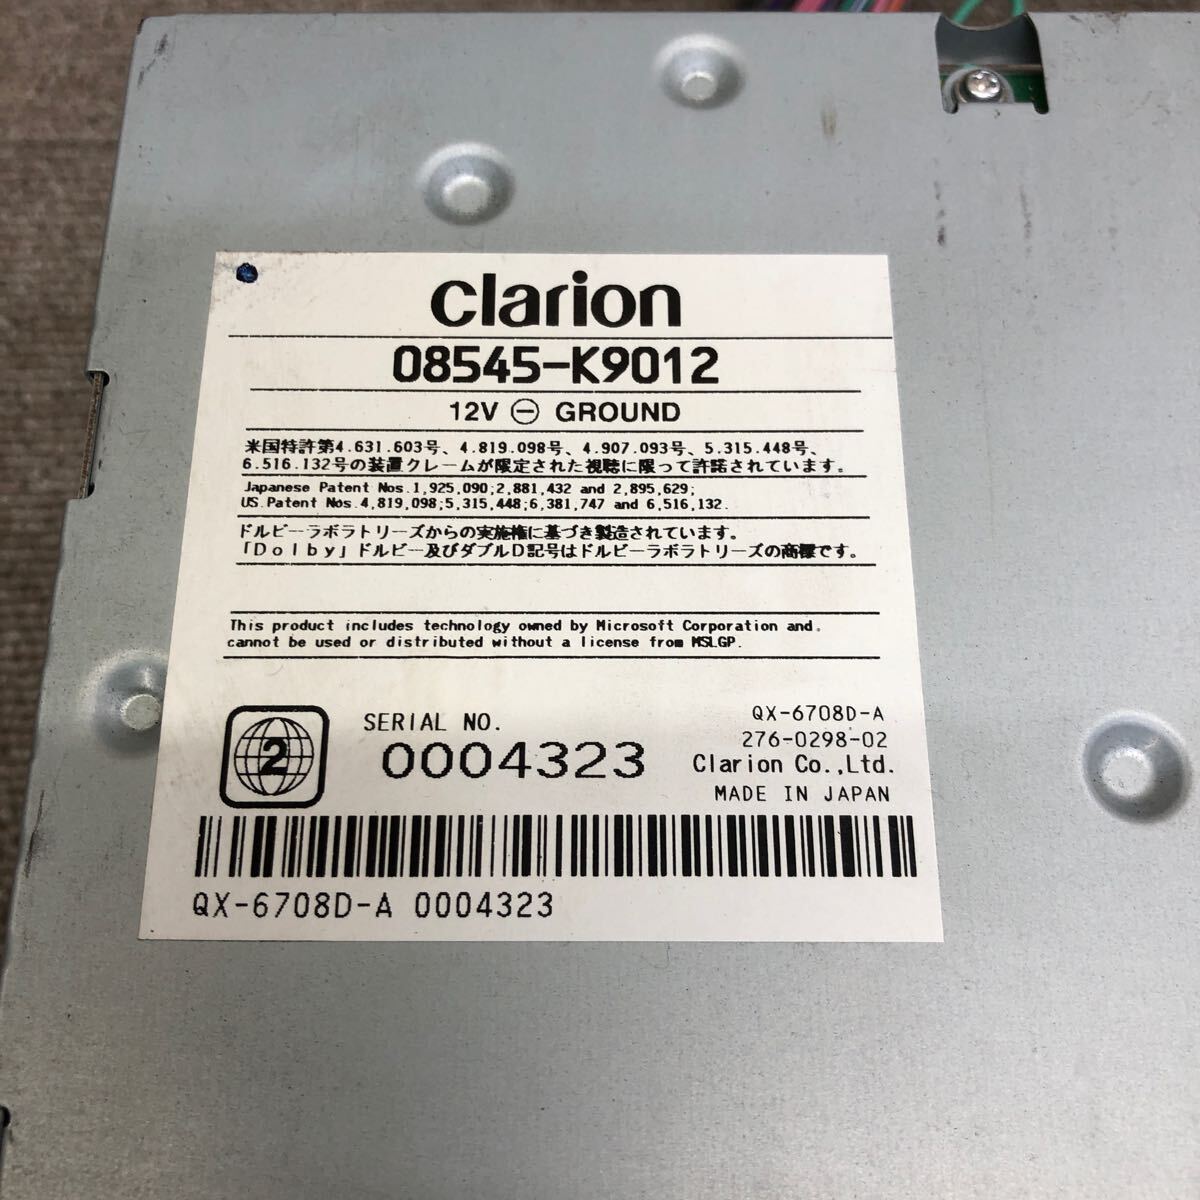 clarion
08545-K9012
12V ⊖ GROUND
米国特許第4.631.603号、4.819.098号、4.907.093号、5.315.448号、
6.516.132号の装置クレームが限定された視聴に限って許諾されています。
Japanese Patent Nos.1,925,090;2,881,432 and 2,895,629;
US.Patent Nos.4,819,098;5,315,448;6,381,747 and 6,516,132.
ドルビーラボラトリーズからの実施権に基づき製造されています。
「Dolby」ドルビー及びダブルD記号はドルビーラボラトリーズの商標です。
This product includes technology owned by Microsoft Corporation and.
cannot be used or distributed without a license from MSLGP.
2
SERIAL NO.
0004323
QX-6708D-A
276-0298-02
Clarion Co.,Ltd.
MADE IN JAPAN
QX-6708D-A 0004323